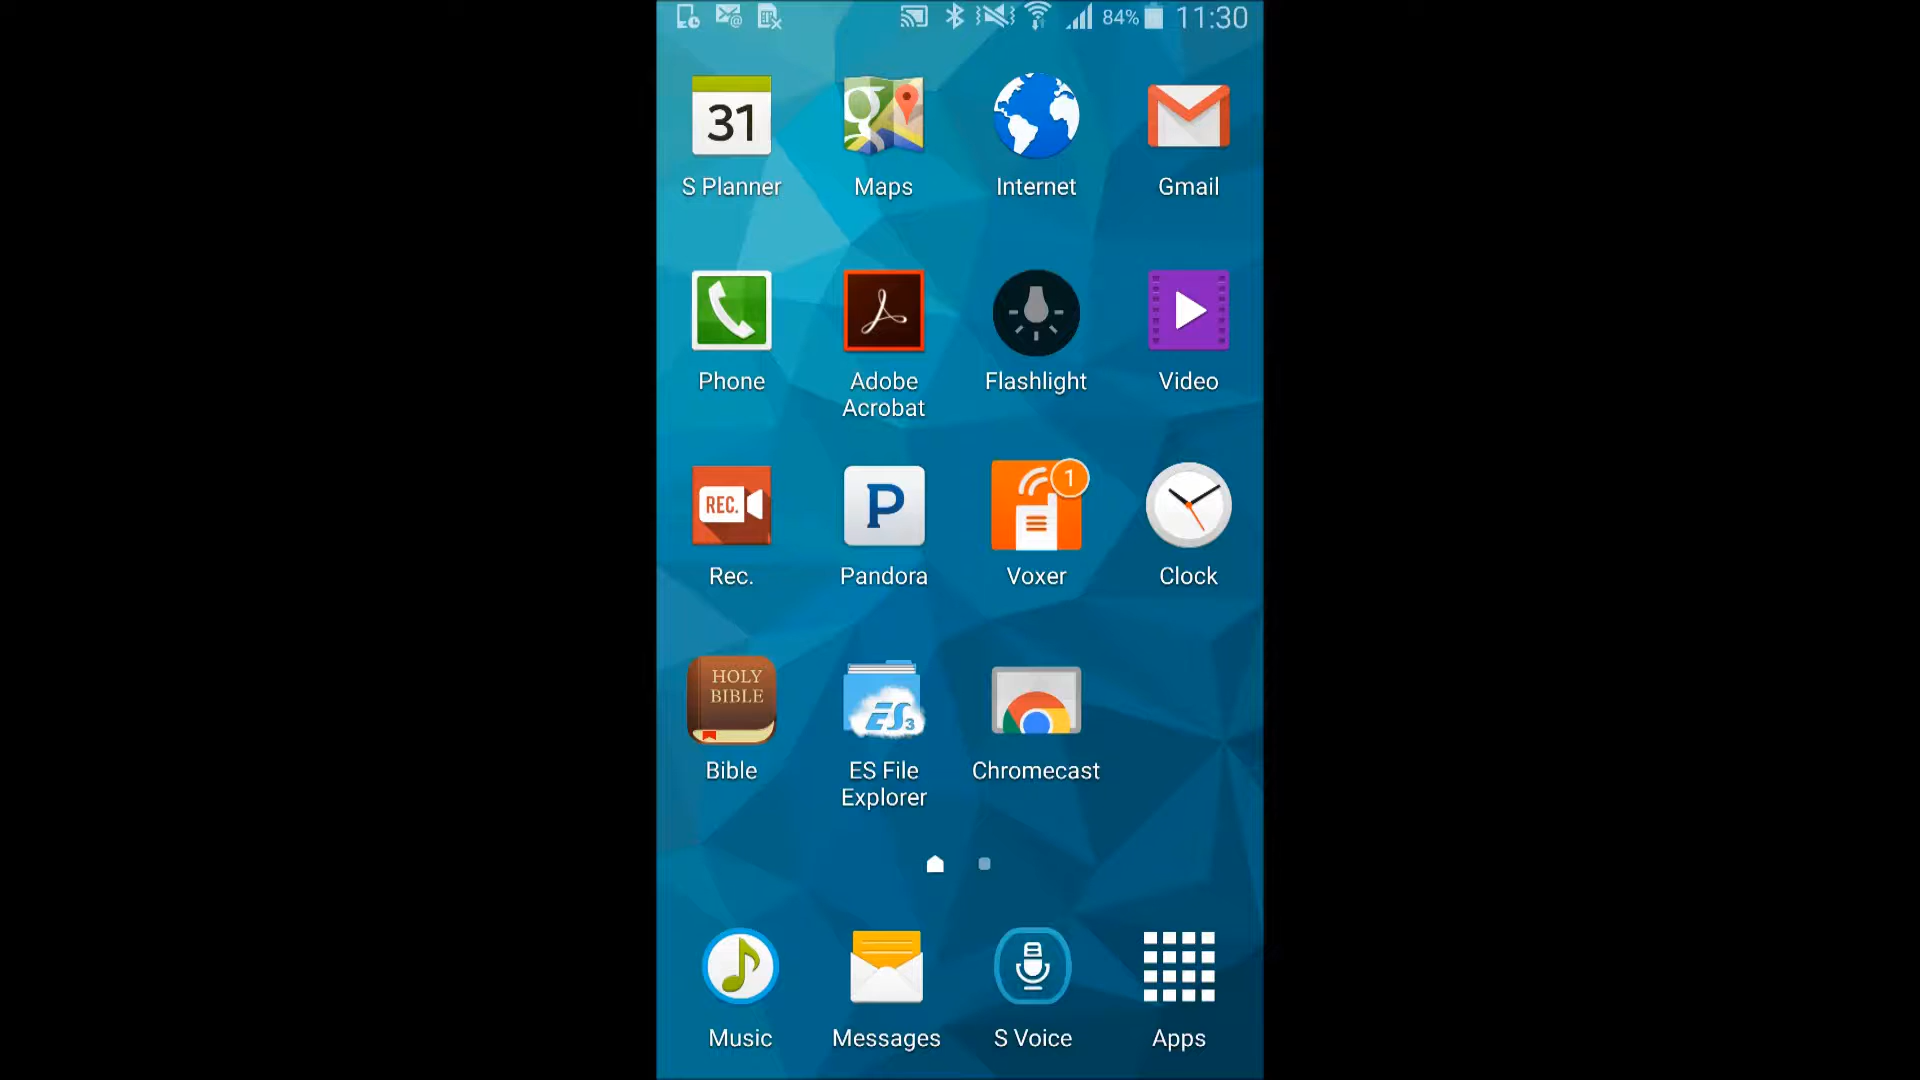 84% 11:30
31
S Planner Maps Internet Gmail
Phone Adobe Acrobat Flashlight Video
REC. P 1
Rec. Pandora Voxer Clock
HOLY
BIBLE
ES3
Bible ES File Explorer Chromecast
Music Messages S Voice Apps